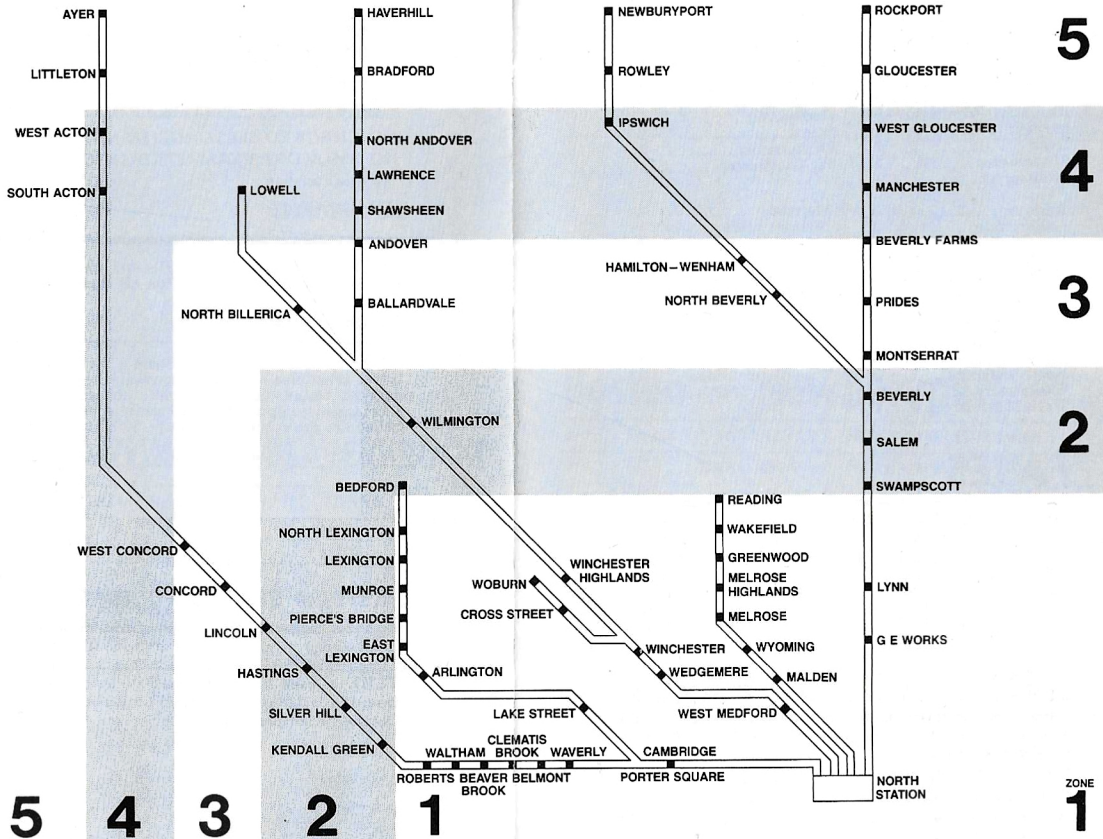 AYER
LITTLETON
WEST ACTON
SOUTH ACTON
WEST CONCORD
CONCORD
LINCOLN
HASTINGS
SILVER HILL
KENDALL GREEN
ROBERTS
WALTHAM
BEAVER
BROOK
CLEMATIS
BROOK
BELMONT
WAVERLY
CAMBRIDGE
PORTER SQUARE
LOWELL
NORTH BILLERICA
HAVERHILL
BRADFORD
NORTH ANDOVER
LAWRENCE
SHAWSHEEN
ANDOVER
BALLARDVALE
WILMINGTON
WINCHESTER
HIGHLANDS
WOBURN
CROSS STREET
WINCHESTER
WEDGEMERE
WEST MEDFORD
BEDFORD
NORTH LEXINGTON
LEXINGTON
MUNROE
PIERCE'S BRIDGE
EAST
LEXINGTON
ARLINGTON
LAKE STREET
READING
WAKEFIELD
GREENWOOD
MELROSE
HIGHLANDS
MELROSE
WYOMING
MALDEN
NEWBURYPORT
ROWLEY
IPSWICH
HAMILTON–WENHAM
NORTH BEVERLY
ROCKPORT
GLOUCESTER
WEST GLOUCESTER
MANCHESTER
BEVERLY FARMS
PRIDES
MONTSERRAT
BEVERLY
SALEM
SWAMPSCOTT
LYNN
G E WORKS
NORTH
STATION
5
4
3
2
ZONE
1
5 4 3 2 1